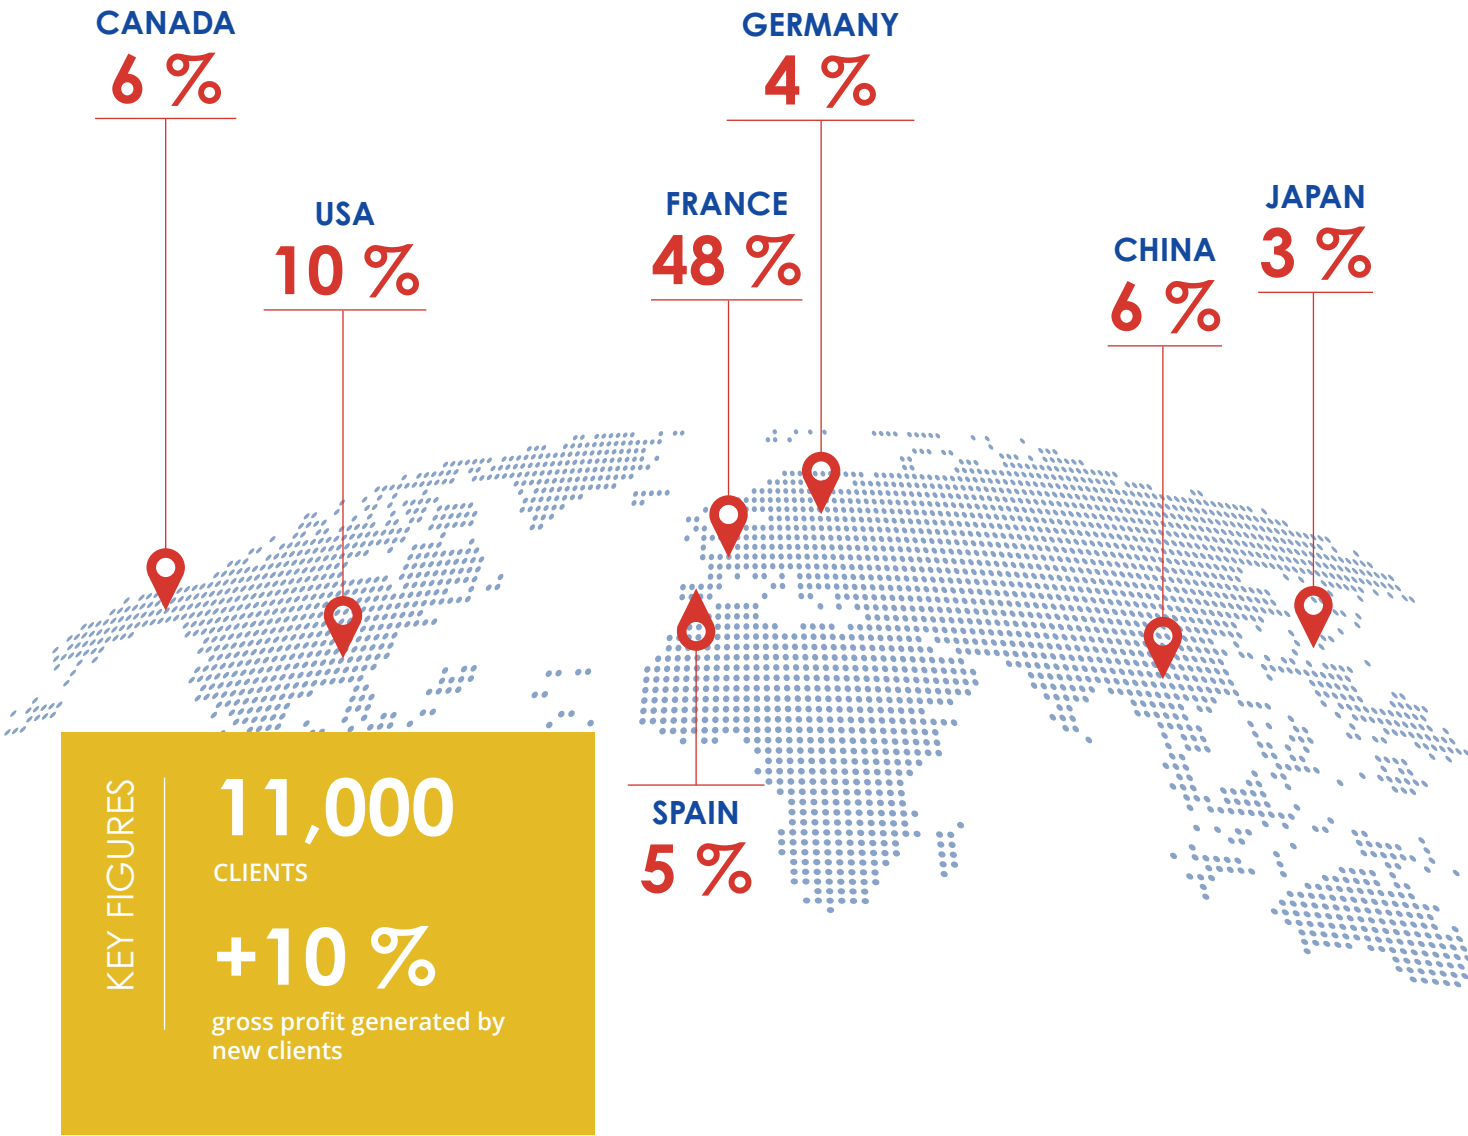 CANADA
6 %
GERMANY
4 %
USA
10 %
FRANCE
48 %
JAPAN
3 %
CHINA
6 %
SPAIN
5 %
KEY FIGURES
11,000
CLIENTS
+10 %
gross profit generated by
new clients